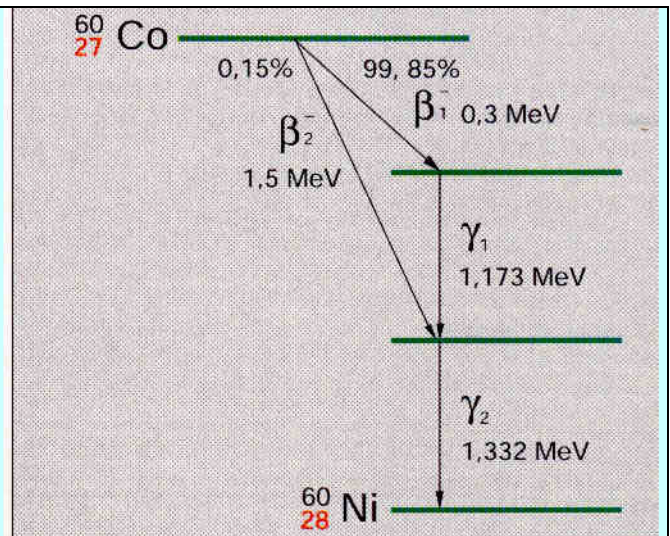 60
27 Co
0,15% 99, 85%
β₁⁻ 0,3 MeV
β₂⁻
1,5 MeV
γ₁
1,173 MeV
γ₂
1,332 MeV
60
28 Ni